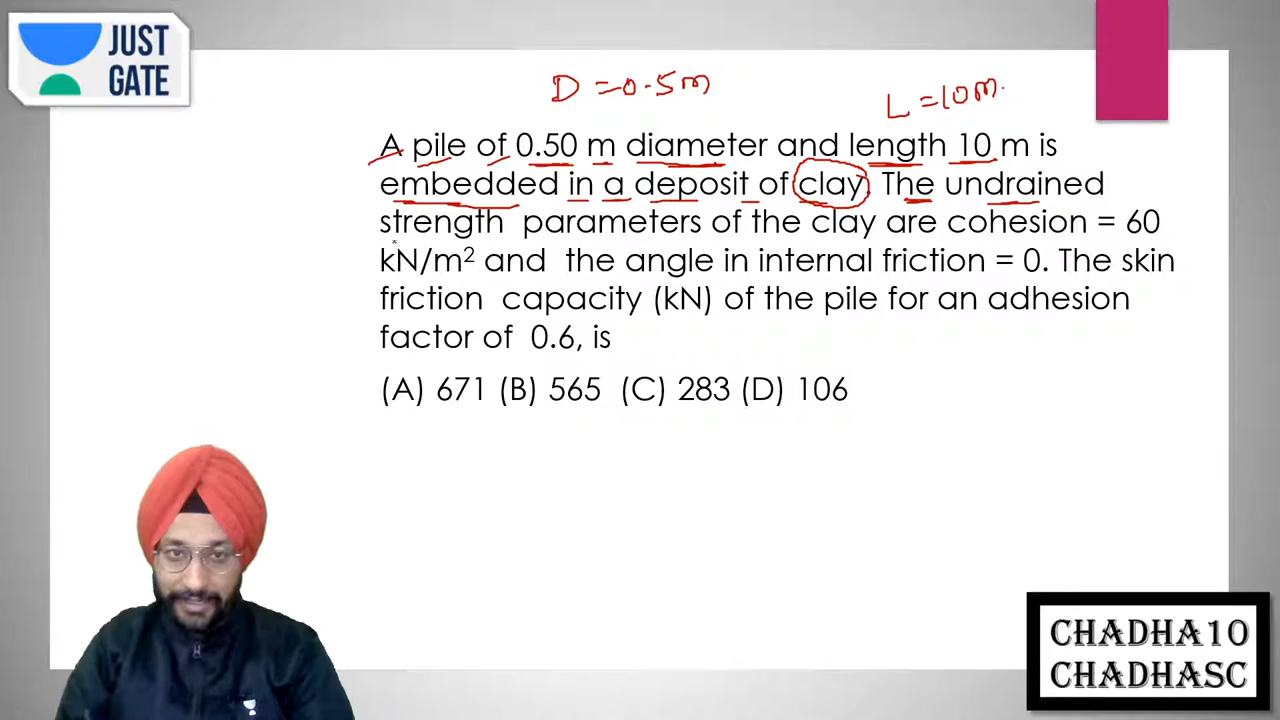 JUST
GATE
D = 0.5m
L = 10m.
A pile of 0.50 m diameter and length 10 m is
embedded in a deposit of clay. The undrained
strength parameters of the clay are cohesion = 60
kN/m² and the angle in internal friction = 0. The skin
friction capacity (kN) of the pile for an adhesion
factor of 0.6, is
(A) 671 (B) 565 (C) 283 (D) 106
CHADHA10
CHADHASC